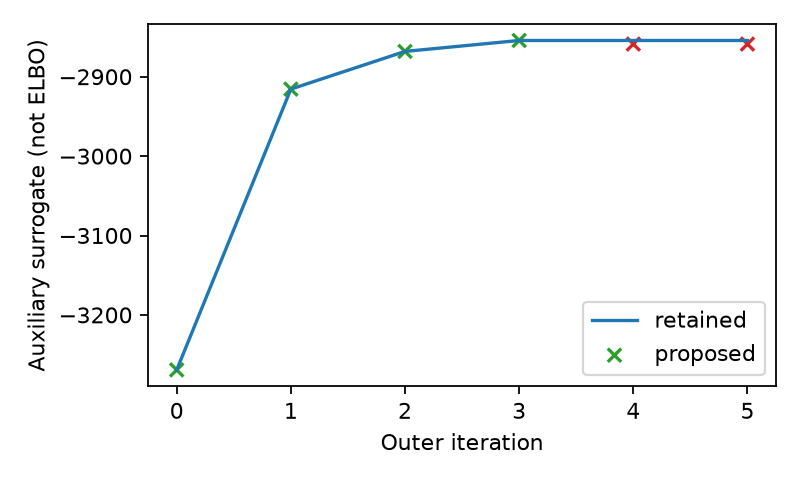 Auxiliary surrogate (not ELBO)
−2900
−3000
−3100
−3200
retained
proposed
0 1 2 3 4 5
Outer iteration